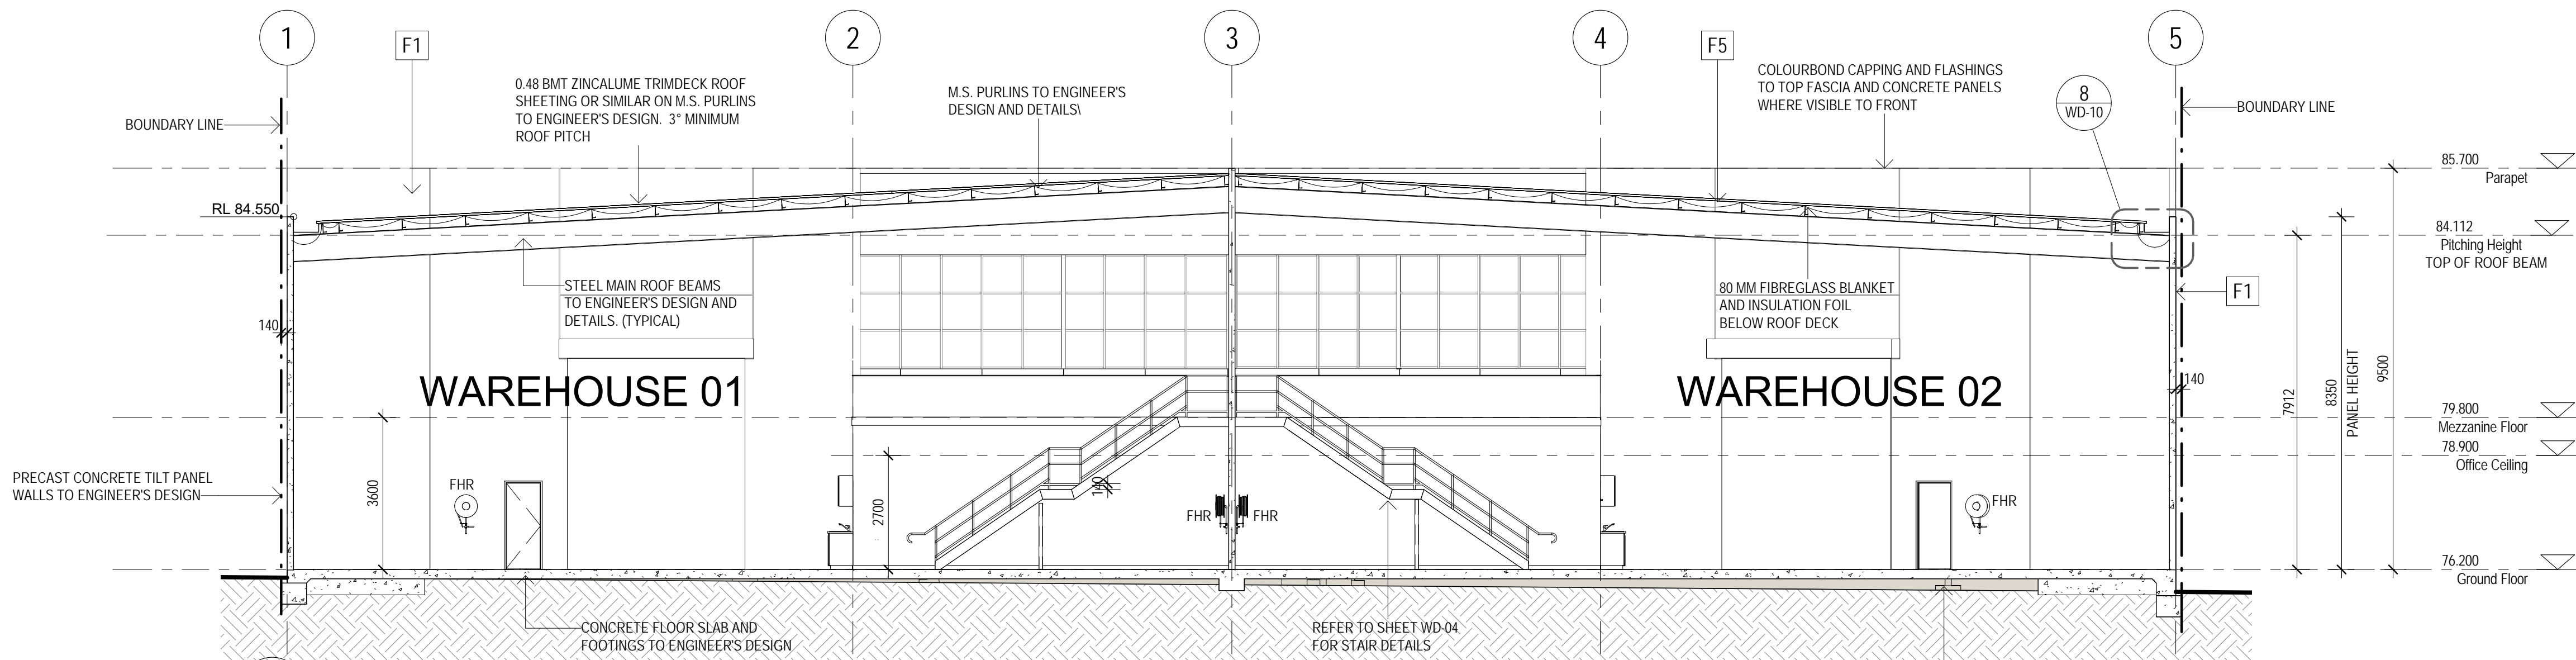 1
2
3
4
5
F1
F5
0.48 BMT ZINCALUME TRIMDECK ROOF
SHEETING OR SIMILAR ON M.S. PURLINS
TO ENGINEER'S DESIGN. 3° MINIMUM
ROOF PITCH
M.S. PURLINS TO ENGINEER'S
DESIGN AND DETAILS\
COLOURBOND CAPPING AND FLASHINGS
TO TOP FASCIA AND CONCRETE PANELS
WHERE VISIBLE TO FRONT
8
WD-10
BOUNDARY LINE
BOUNDARY LINE
85.700
Parapet
RL 84.550
84.112
Pitching Height
TOP OF ROOF BEAM
STEEL MAIN ROOF BEAMS
TO ENGINEER'S DESIGN AND
DETAILS. (TYPICAL)
80 MM FIBREGLASS BLANKET
AND INSULATION FOIL
BELOW ROOF DECK
F1
140
140
WAREHOUSE 01
WAREHOUSE 02
7912
8350
PANEL HEIGHT
9500
79.800
Mezzanine Floor
78.900
Office Ceiling
PRECAST CONCRETE TILT PANEL
WALLS TO ENGINEER'S DESIGN
3600
FHR
2700
140
FHR
FHR
FHR
76.200
Ground Floor
CONCRETE FLOOR SLAB AND
FOOTINGS TO ENGINEER'S DESIGN
REFER TO SHEET WD-04
FOR STAIR DETAILS